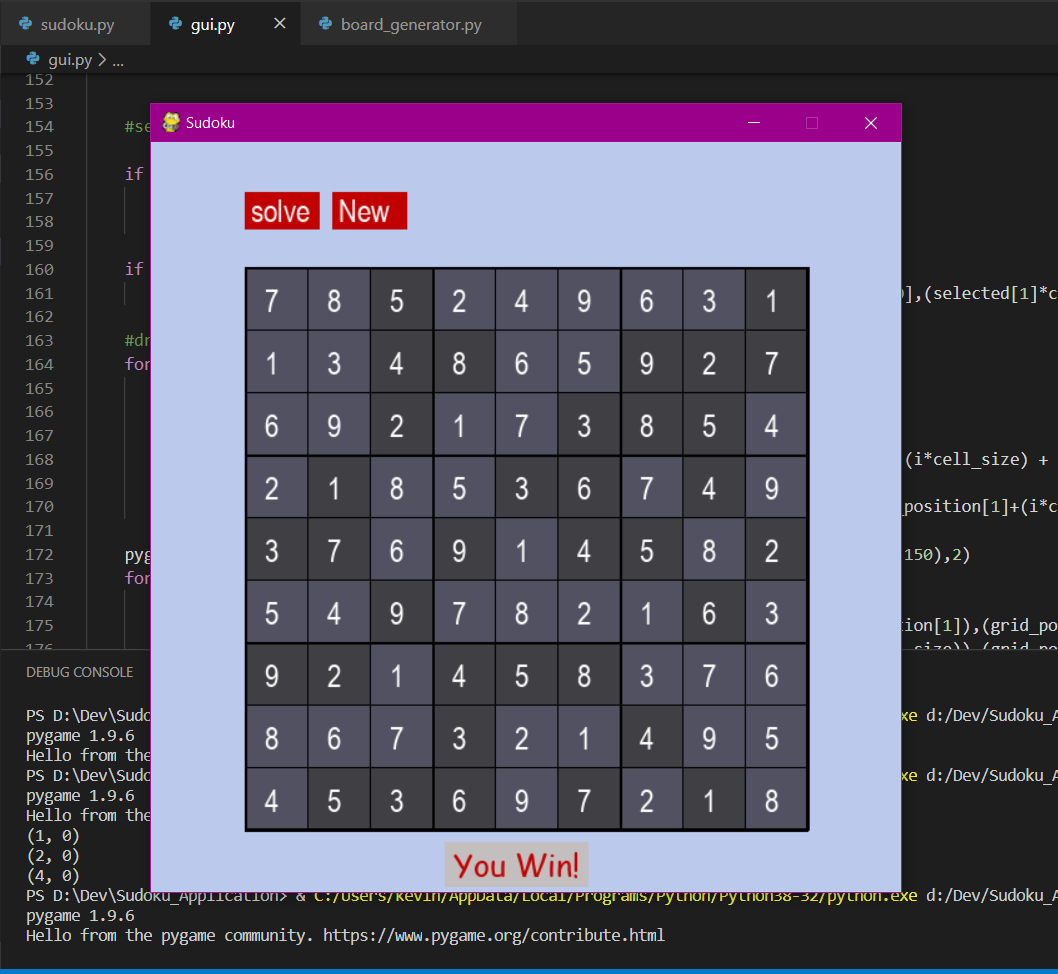 sudoku.py gui.py board_generator.py
gui.py ...
152
153
154 #se
155
156 if
157
158
159
160 if
161 ],(selected[1]*c
162
163 #dr
164 for
165
166
167
168 (i*cell_size) +
169
170 _position[1]+(i*c
171
172 pyg 150),2)
173 for
174
175 tion[1]),(grid_po
176 size)) (grid_po
Sudoku
solve New
7 8 5 2 4 9 6 3 1
1 3 4 8 6 5 9 2 7
6 9 2 1 7 3 8 5 4
2 1 8 5 3 6 7 4 9
3 7 6 9 1 4 5 8 2
5 4 9 7 8 2 1 6 3
9 2 1 4 5 8 3 7 6
8 6 7 3 2 1 4 9 5
4 5 3 6 9 7 2 1 8
You Win!
DEBUG CONSOLE
PS D:\Dev\Sudo xe d:/Dev/Sudoku_A
pygame 1.9.6
Hello from the
PS D:\Dev\Sudo xe d:/Dev/Sudoku_A
pygame 1.9.6
Hello from the
(1, 0)
(2, 0)
(4, 0)
PS D:\Dev\Sudoku_Application> & C:/Users/kevin/AppData/Local/Programs/Python/Python38-32/python.exe d:/Dev/Sudoku_A
pygame 1.9.6
Hello from the pygame community. https://www.pygame.org/contribute.html